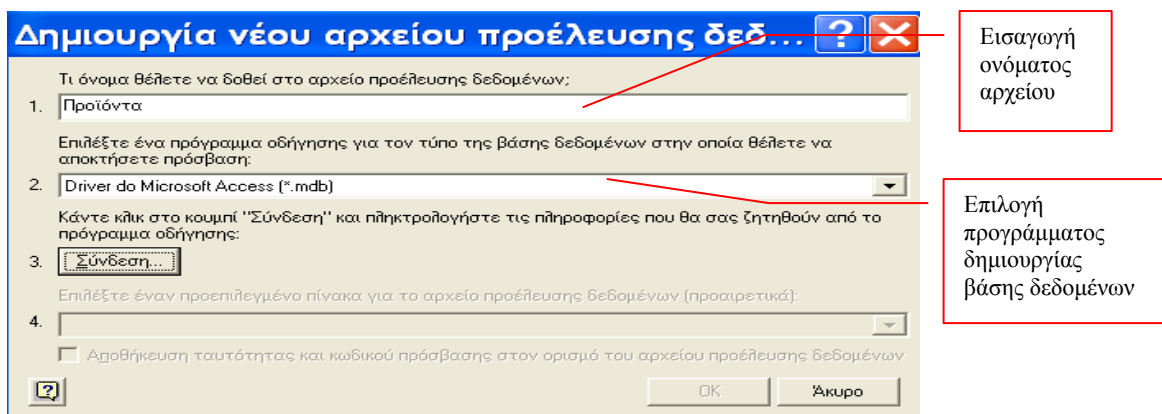 Δημιουργία νέου αρχείου προέλευσης δεδ...
Τι όνομα θέλετε να δοθεί στο αρχείο προέλευσης δεδομένων;
1. Προϊόντα
Επιλέξτε ένα πρόγραμμα οδήγησης για τον τύπο της βάσης δεδομένων στην οποία θέλετε να
αποκτήσετε πρόσβαση:
2. Driver do Microsoft Access (*.mdb)
Κάντε κλικ στο κουμπί "Σύνδεση" και πληκτρολογήστε τις πληροφορίες που θα σας ζητηθούν από το
πρόγραμμα οδήγησης:
3. Σύνδεση...
Επιλέξτε έναν προεπιλεγμένο πίνακα για το αρχείο προέλευσης δεδομένων (προαιρετικά):
4.
Αποθήκευση ταυτότητας και κωδικού πρόσβασης στον ορισμό του αρχείου προέλευσης δεδομένων
OK
Άκυρο
Εισαγωγή
ονόματος
αρχείου
Επιλογή
προγράμματος
δημιουργίας
βάσης δεδομένων